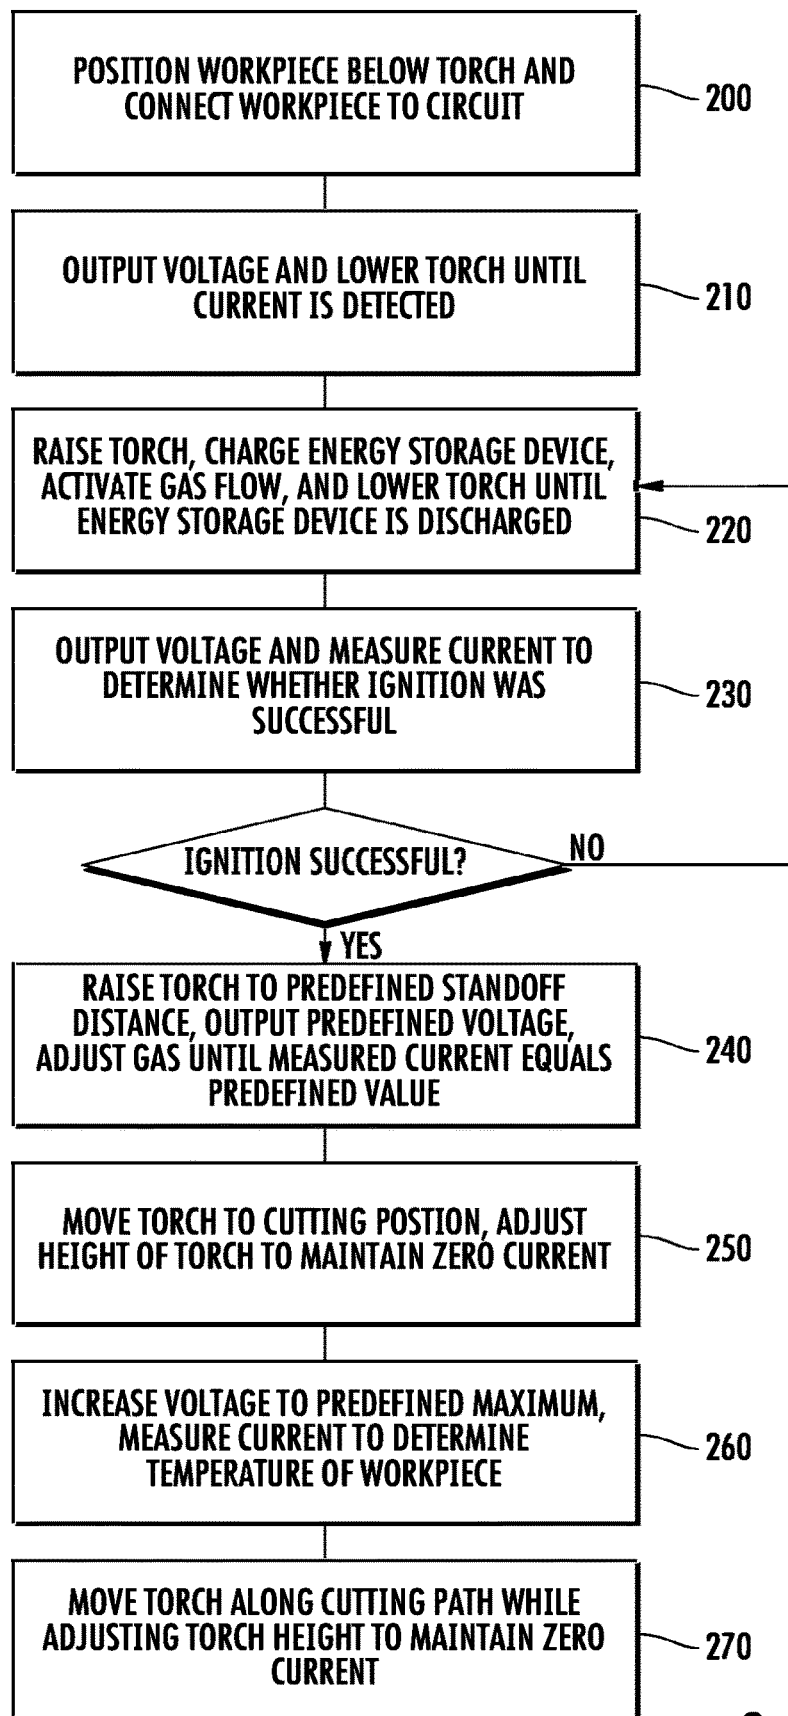 POSITION WORKPIECE BELOW TORCH AND
CONNECT WORKPIECE TO CIRCUIT
200
OUTPUT VOLTAGE AND LOWER TORCH UNTIL
CURRENT IS DETECTED
210
RAISE TORCH, CHARGE ENERGY STORAGE DEVICE,
ACTIVATE GAS FLOW, AND LOWER TORCH UNTIL
ENERGY STORAGE DEVICE IS DISCHARGED
220
OUTPUT VOLTAGE AND MEASURE CURRENT TO
DETERMINE WHETHER IGNITION WAS
SUCCESSFUL
230
IGNITION SUCCESSFUL?
NO
YES
RAISE TORCH TO PREDEFINED STANDOFF
DISTANCE, OUTPUT PREDEFINED VOLTAGE,
ADJUST GAS UNTIL MEASURED CURRENT EQUALS
PREDEFINED VALUE
240
MOVE TORCH TO CUTTING POSTION, ADJUST
HEIGHT OF TORCH TO MAINTAIN ZERO CURRENT
250
INCREASE VOLTAGE TO PREDEFINED MAXIMUM,
MEASURE CURRENT TO DETERMINE
TEMPERATURE OF WORKPIECE
260
MOVE TORCH ALONG CUTTING PATH WHILE
ADJUSTING TORCH HEIGHT TO MAINTAIN ZERO
CURRENT
270